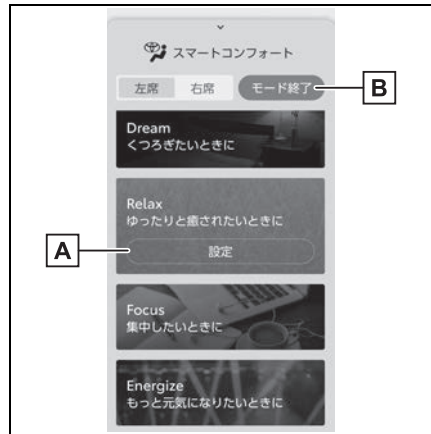 スマートコンフォート
左席 右席 モード終了
B
Dream
くつろぎたいときに
Relax
ゆったりと癒されたいときに
A
設定
Focus
集中したいときに
Energize
もっと元気になりたいときに